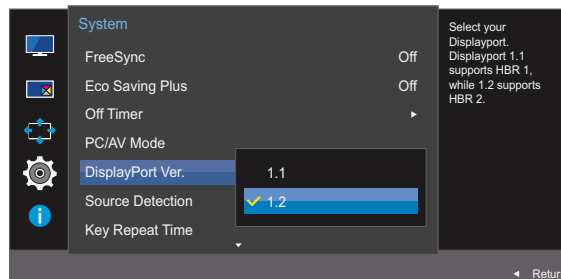 System
FreeSync Off
Eco Saving Plus Off
Off Timer
PC/AV Mode
DisplayPort Ver.
1.1
1.2
Source Detection
Key Repeat Time
Select your
Displayport.
Displayport 1.1
supports HBR 1,
while 1.2 supports
HBR 2.